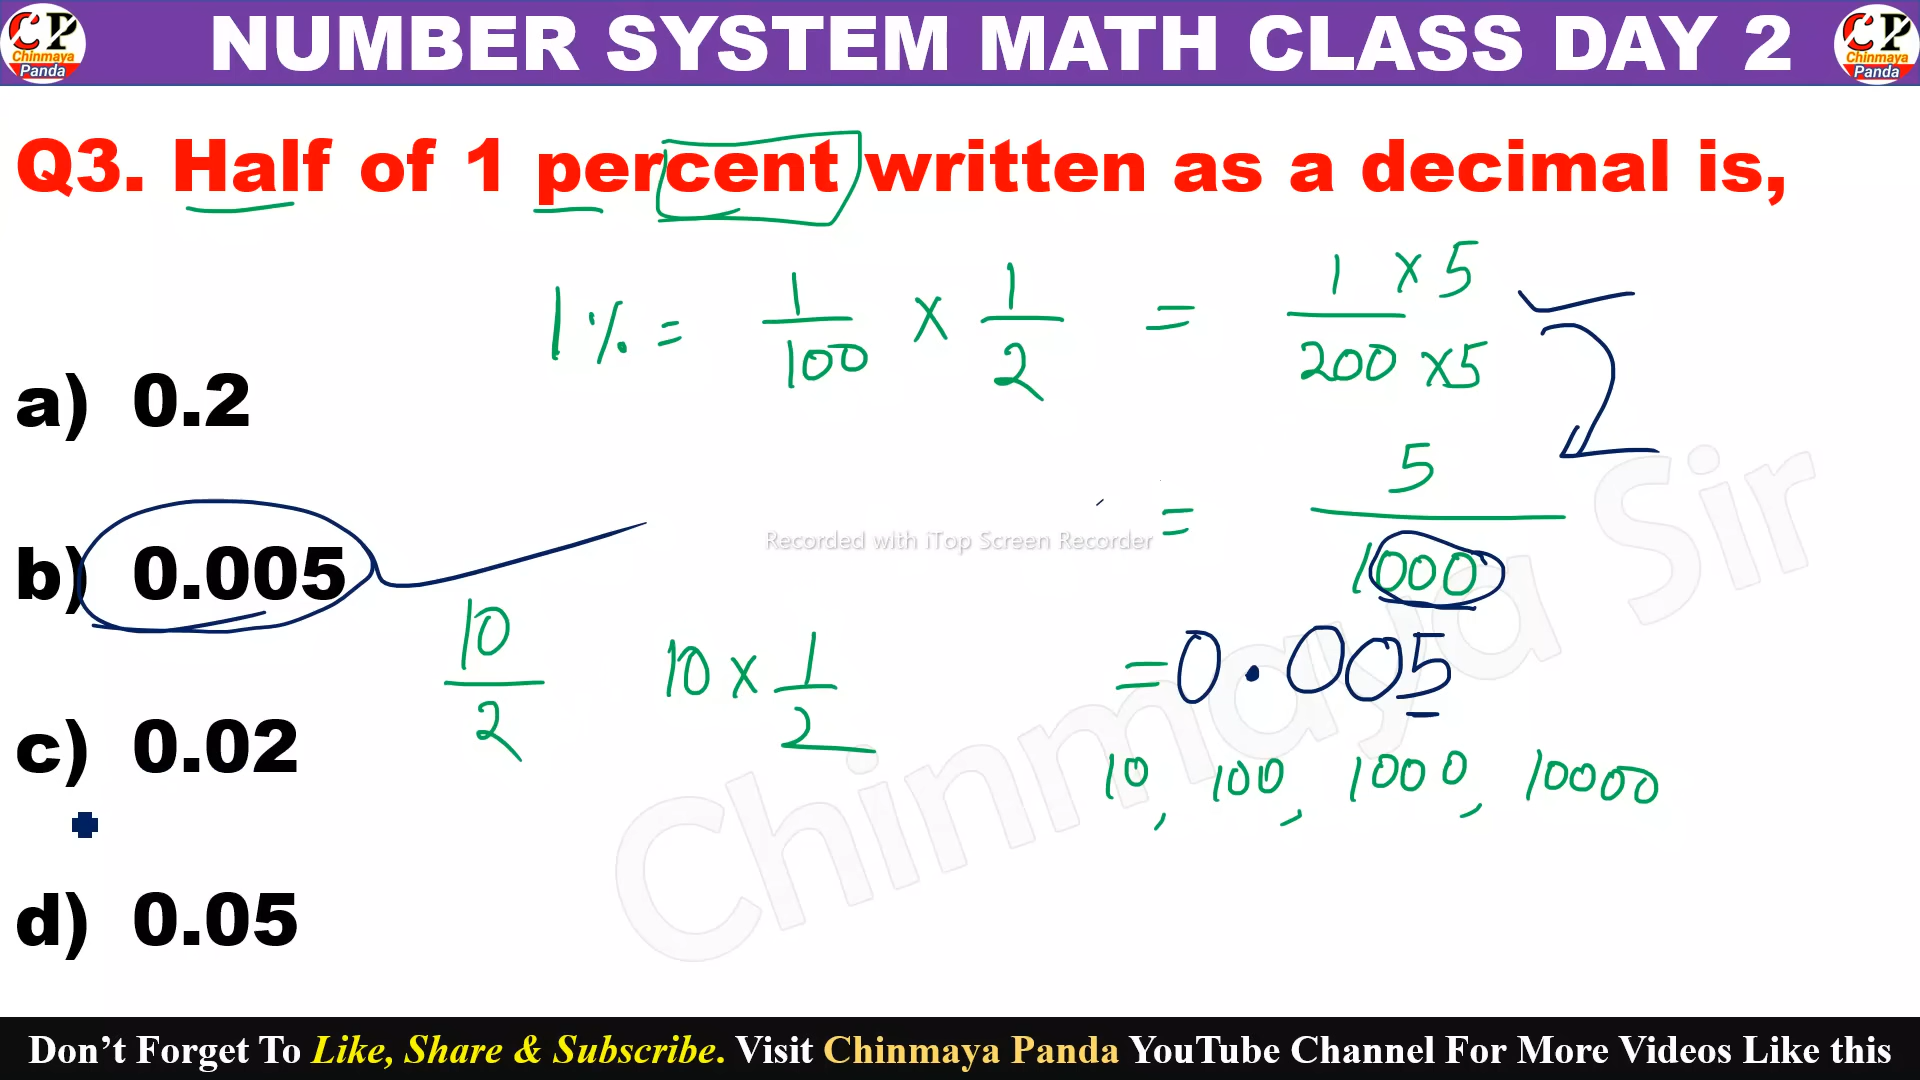 CP Chinmaya Panda NUMBER SYSTEM MATH CLASS DAY 2 CP Chinmaya Panda
Q3. Half of 1 percent written as a decimal is,
1% = 1/100 × 1/2 = 1 × 5 / 200 × 5
a) 0.2
= 5/1000
b) 0.005
Recorded with iTop Screen Recorder
10/2 10 × 1/2 = 0.005
c) 0.02
10, 100, 1000, 10000
Chinmaya Sir
d) 0.05
Don't Forget To Like, Share & Subscribe. Visit Chinmaya Panda YouTube Channel For More Videos Like this